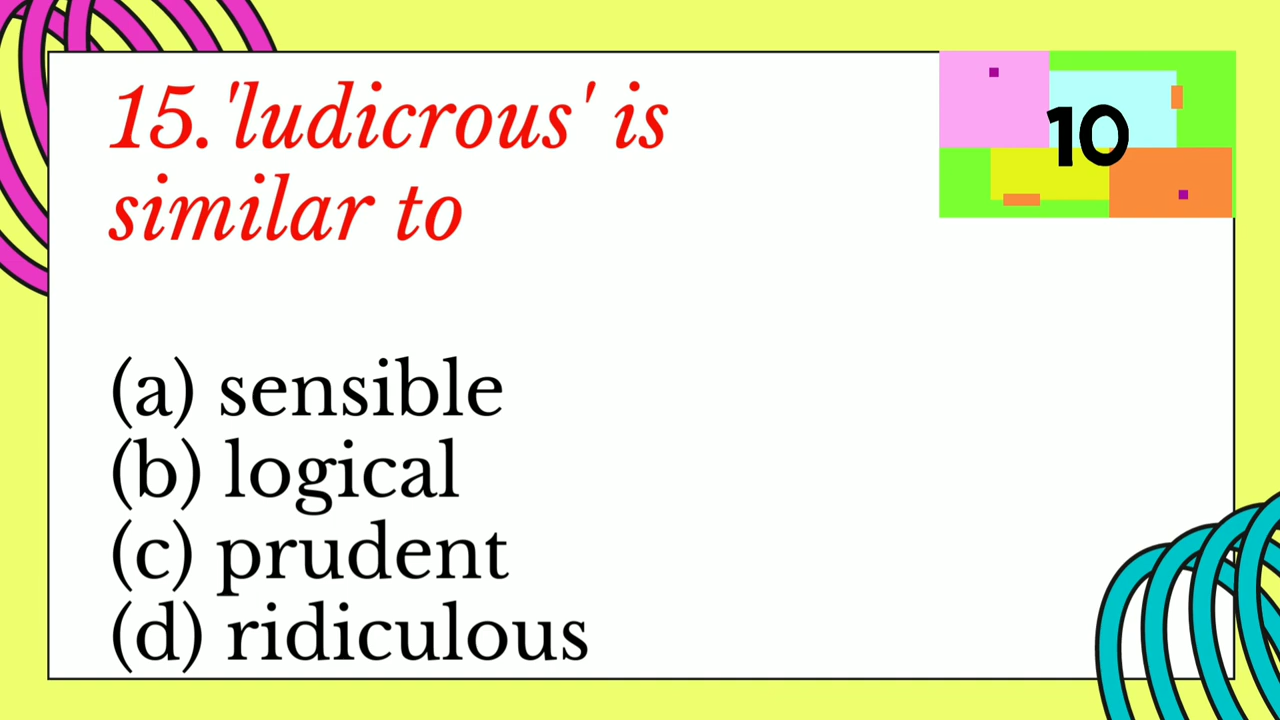 15. 'ludicrous' is
similar to
10
(a) sensible
(b) logical
(c) prudent
(d) ridiculous